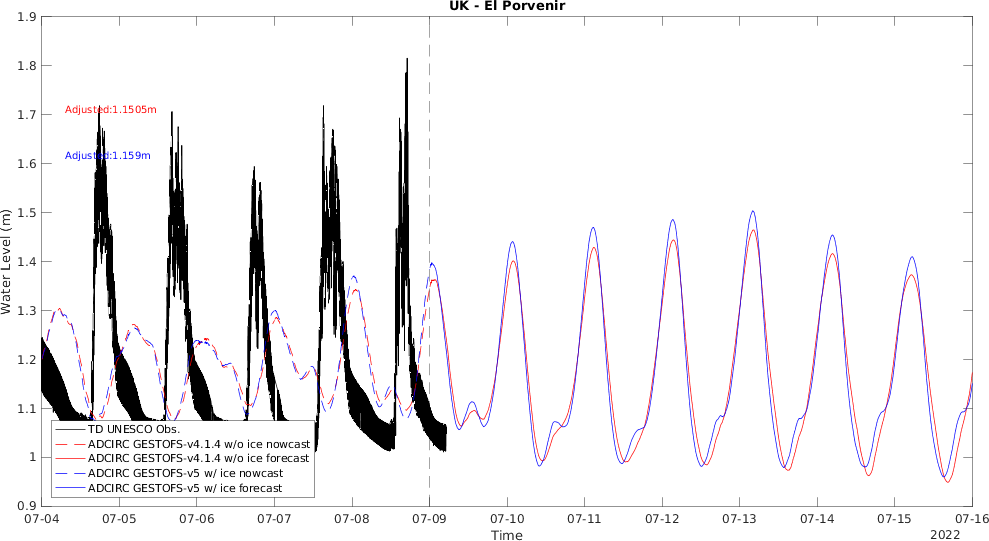 UK - El Porvenir
1.9
1.8
1.7
1.6
1.5
1.4
1.3
1.2
1.1
1
0.9
Water Level (m)
Adjusted:1.1505m
Adjusted:1.159m
TD UNESCO Obs.
ADCIRC GESTOFS-v4.1.4 w/o ice nowcast
ADCIRC GESTOFS-v4.1.4 w/o ice forecast
ADCIRC GESTOFS-v5 w/ ice nowcast
ADCIRC GESTOFS-v5 w/ ice forecast
07-04 07-05 07-06 07-07 07-08 07-09 07-10 07-11 07-12 07-13 07-14 07-15 07-16
Time
2022